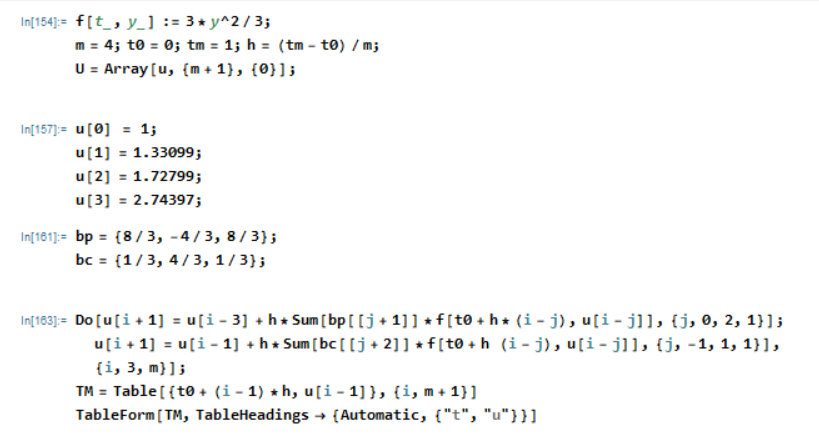 In[154]:= f[t_, y_] := 3 * y^2 / 3;
m = 4; t0 = 0; tm = 1; h = (tm - t0) / m;
U = Array[u, {m + 1}, {0}];
In[157]:= u[0] = 1;
u[1] = 1.33099;
u[2] = 1.72799;
u[3] = 2.74397;
In[161]:= bp = {8 / 3, -4 / 3, 8 / 3};
bc = {1 / 3, 4 / 3, 1 / 3};
In[163]:= Do[u[i + 1] = u[i - 3] + h * Sum[bp[[j + 1]] * f[t0 + h * (i - j), u[i - j]], {j, 0, 2, 1}];
u[i + 1] = u[i - 1] + h * Sum[bc[[j + 2]] * f[t0 + h (i - j), u[i - j]], {j, -1, 1, 1}],
{i, 3, m}];
TM = Table[{t0 + (i - 1) * h, u[i - 1]}, {i, m + 1}]
TableForm[TM, TableHeadings → {Automatic, {"t", "u"}}]